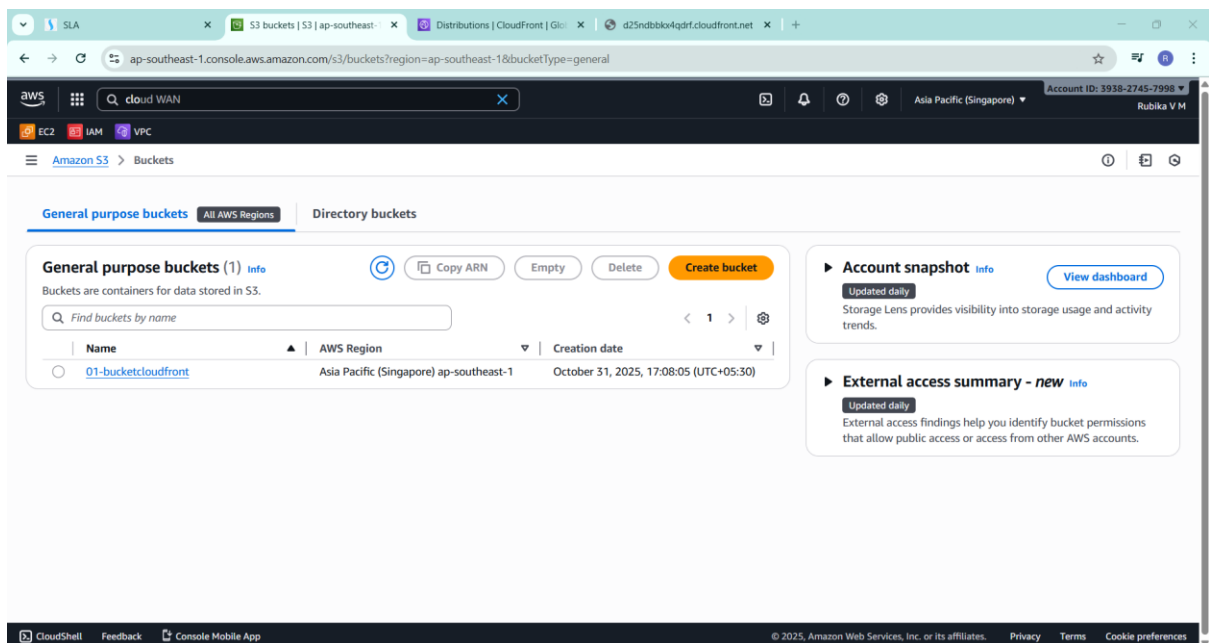 SLA
S3 buckets | S3 | ap-southeast-
Distributions | CloudFront | Glo
d25ndbbkx4qdrf.cloudfront.net
ap-southeast-1.console.aws.amazon.com/s3/buckets?region=ap-southeast-1&bucketType=general
B
aws
cloud WAN
Asia Pacific (Singapore)
Account ID: 3938-2745-7998
Rubika V M
EC2 IAM VPC
Amazon S3 > Buckets
General purpose buckets All AWS Regions Directory buckets
General purpose buckets (1) Info
Copy ARN Empty Delete Create bucket
Buckets are containers for data stored in S3.
Find buckets by name
< 1 >
Name AWS Region Creation date
01-bucketcloudfront Asia Pacific (Singapore) ap-southeast-1 October 31, 2025, 17:08:05 (UTC+05:30)
Account snapshot Info View dashboard
Updated daily
Storage Lens provides visibility into storage usage and activity
trends.
External access summary - new Info
Updated daily
External access findings help you identify bucket permissions
that allow public access or access from other AWS accounts.
CloudShell Feedback Console Mobile App © 2025, Amazon Web Services, Inc. or its affiliates. Privacy Terms Cookie preferences